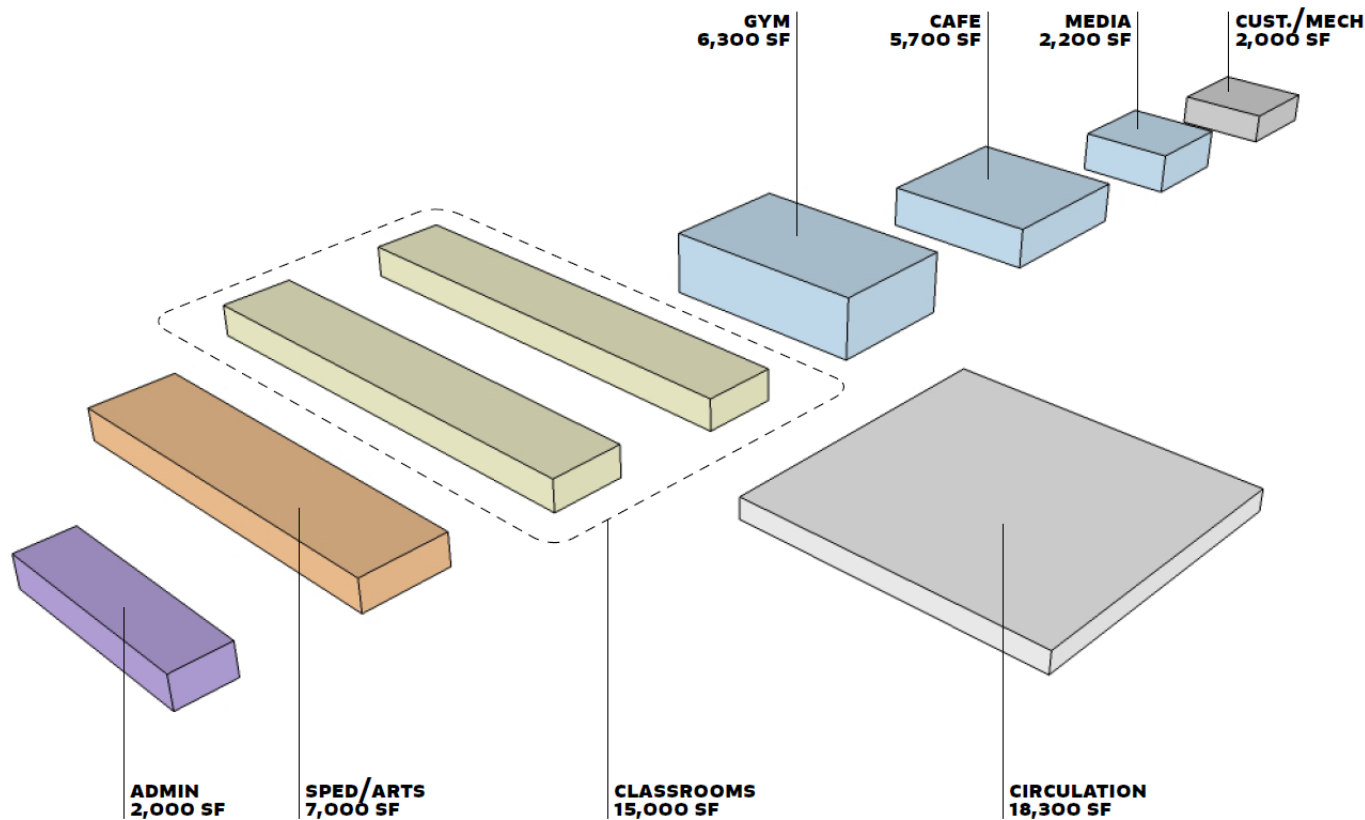 GYM
6,300 SF
CAFE
5,700 SF
MEDIA
2,200 SF
CUST./MECH
2,000 SF
ADMIN
2,000 SF
SPED/ARTS
7,000 SF
CLASSROOMS
15,000 SF
CIRCULATION
18,300 SF